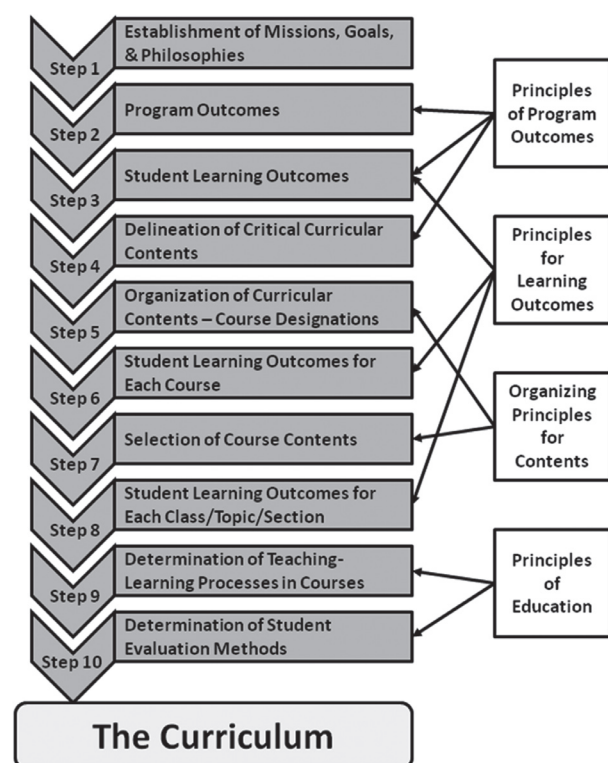 Step 1
Establishment of Missions, Goals,
& Philosophies
Step 2
Program Outcomes
Step 3
Student Learning Outcomes
Step 4
Delineation of Critical Curricular
Contents
Step 5
Organization of Curricular
Contents – Course Designations
Step 6
Student Learning Outcomes for
Each Course
Step 7
Selection of Course Contents
Step 8
Student Learning Outcomes for
Each Class/Topic/Section
Step 9
Determination of Teaching-
Learning Processes in Courses
Step 10
Determination of Student
Evaluation Methods
The Curriculum
Principles
of Program
Outcomes
Principles
for
Learning
Outcomes
Organizing
Principles
for
Contents
Principles
of
Education